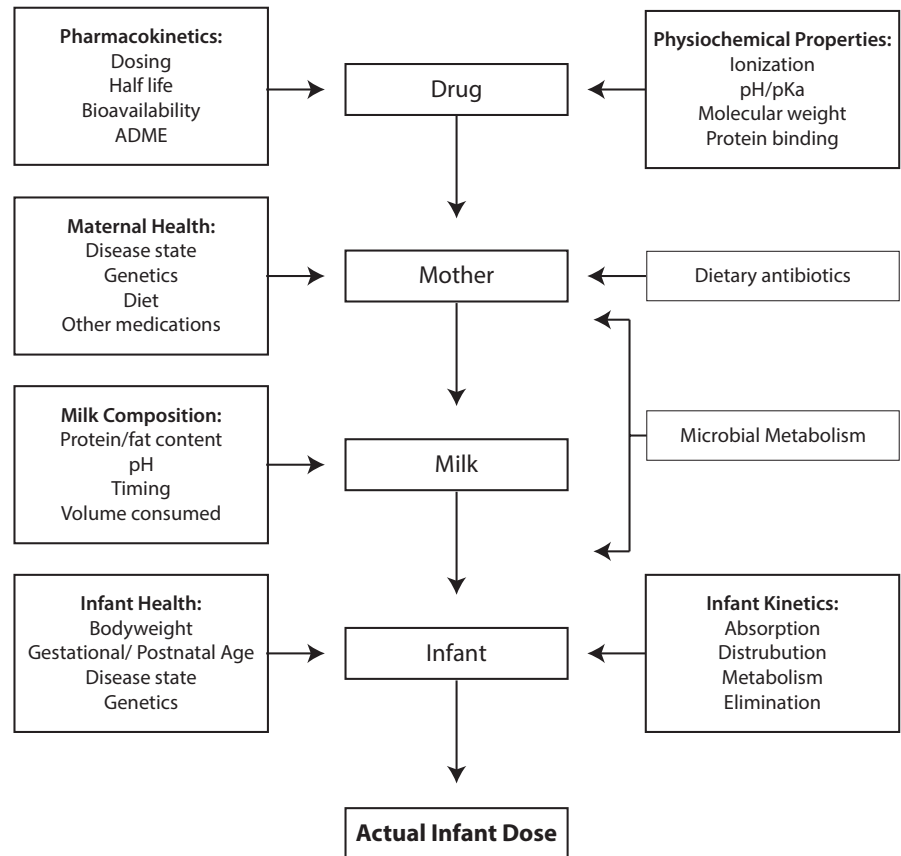 Pharmacokinetics:
Dosing
Half life
Bioavailability
ADME
Drug
Physiochemical Properties:
Ionization
pH/pKa
Molecular weight
Protein binding
Maternal Health:
Disease state
Genetics
Diet
Other medications
Mother
Dietary antibiotics
Milk Composition:
Protein/fat content
pH
Timing
Volume consumed
Milk
Microbial Metabolism
Infant Health:
Bodyweight
Gestational/ Postnatal Age
Disease state
Genetics
Infant
Infant Kinetics:
Absorption
Distrubution
Metabolism
Elimination
Actual Infant Dose